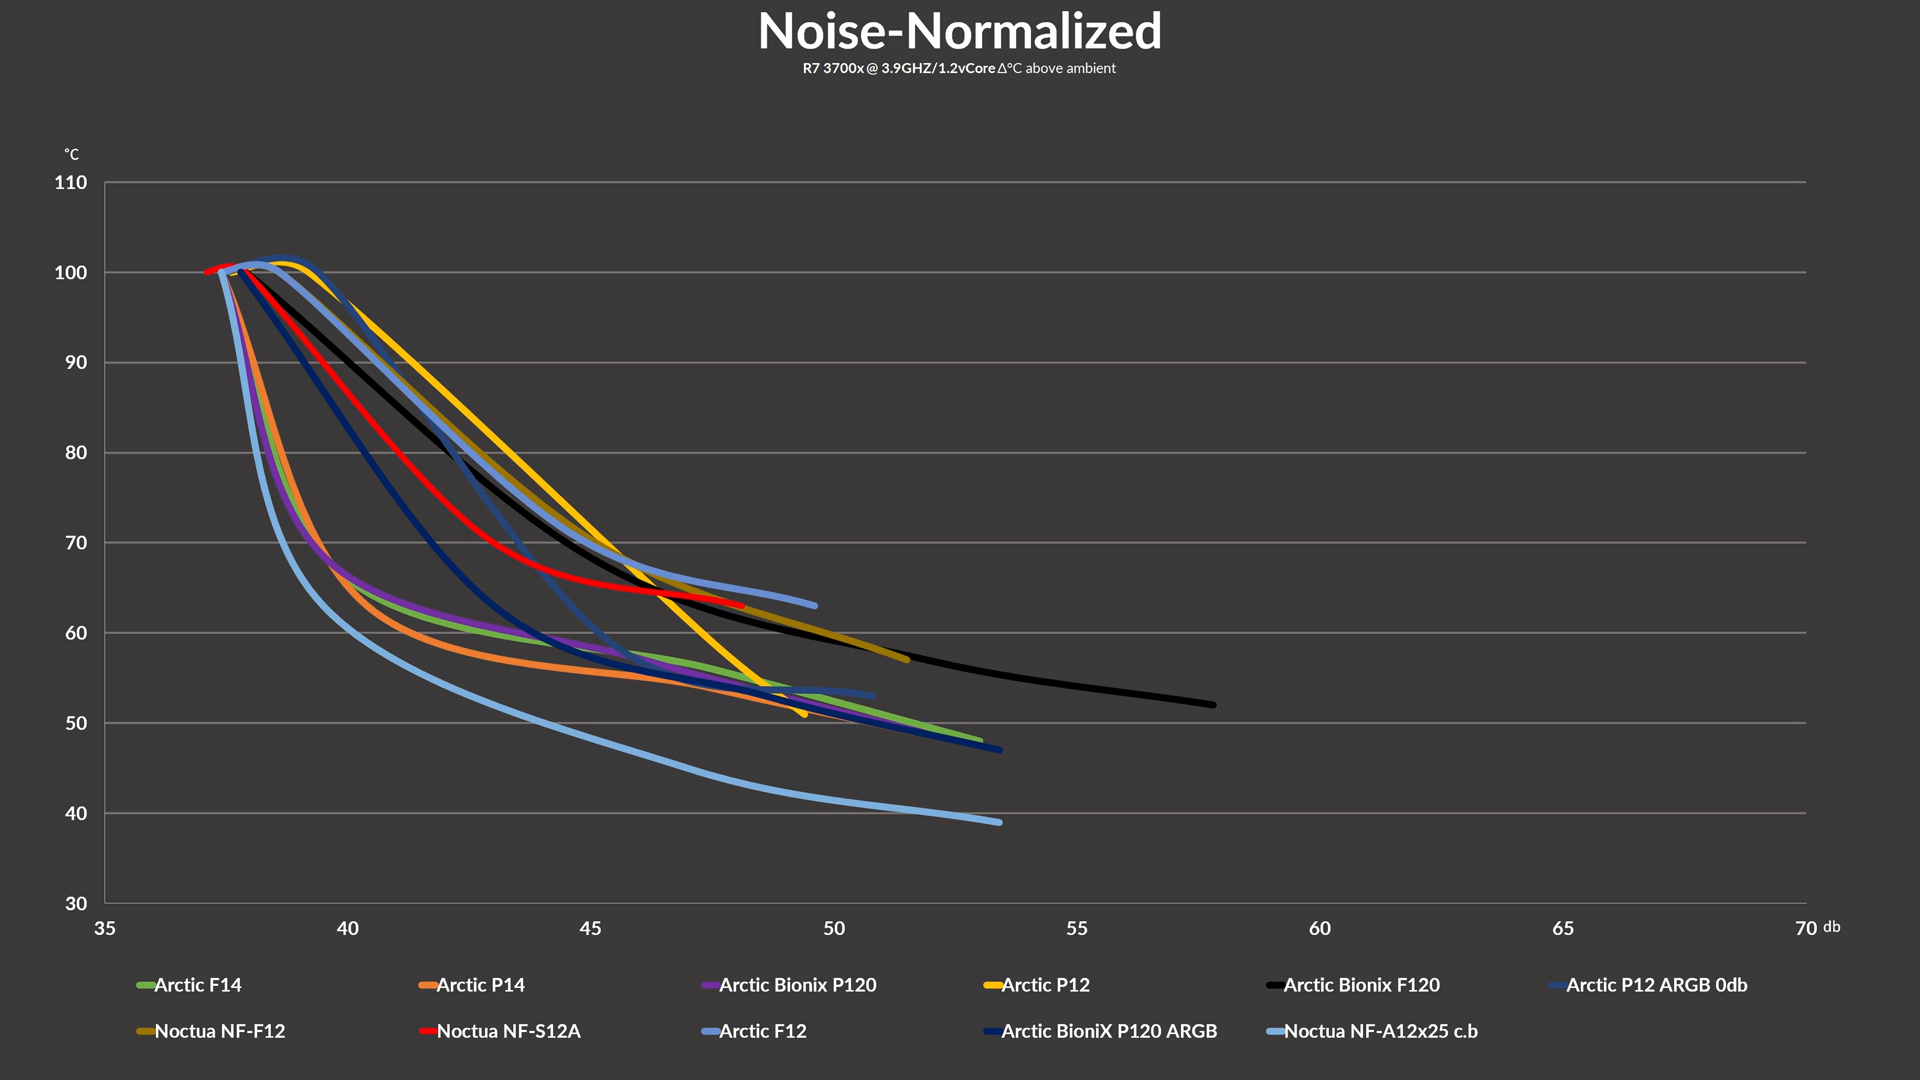 Noise-Normalized
R7 3700x @ 3.9GHZ/1.2vCore Δ°C above ambient
°C
110
100
90
80
70
60
50
40
30
35 40 45 50 55 60 65 70 db
Arctic F14 Arctic P14 Arctic Bionix P120 Arctic P12 Arctic Bionix F120 Arctic P12 ARGB 0db
Noctua NF-F12 Noctua NF-S12A Arctic F12 Arctic BioniX P120 ARGB Noctua NF-A12x25 c.b